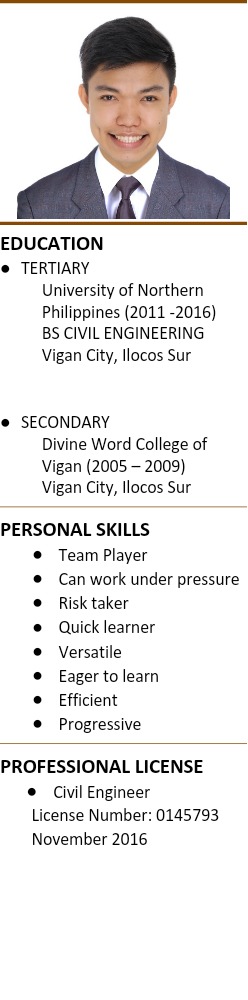 EDUCATION
● TERTIARY
University of Northern
Philippines (2011 -2016)
BS CIVIL ENGINEERING
Vigan City, Ilocos Sur
● SECONDARY
Divine Word College of
Vigan (2005 – 2009)
Vigan City, Ilocos Sur
PERSONAL SKILLS
● Team Player
● Can work under pressure
● Risk taker
● Quick learner
● Versatile
● Eager to learn
● Efficient
● Progressive
PROFESSIONAL LICENSE
● Civil Engineer
License Number: 0145793
November 2016